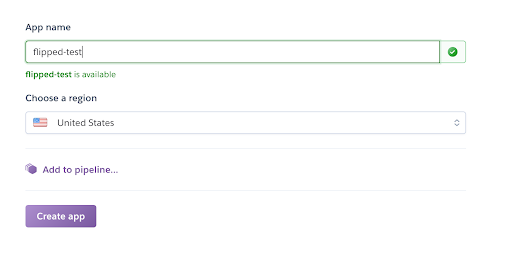 App name
flipped-test
flipped-test is available
Choose a region
United States
Add to pipeline...
Create app